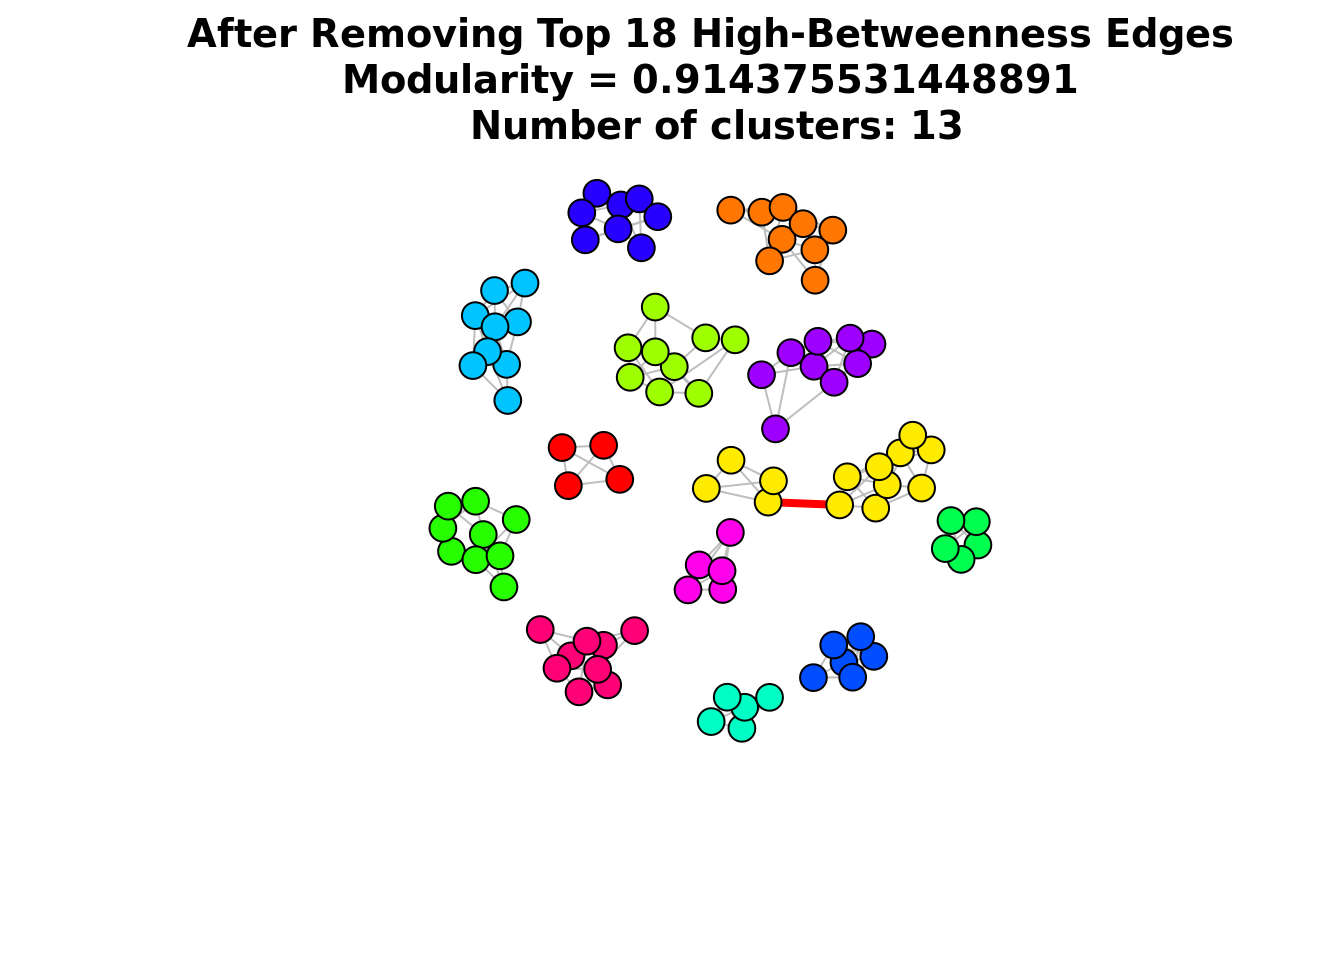 After Removing Top 18 High-Betweenness Edges
Modularity = 0.914375531448891
Number of clusters: 13